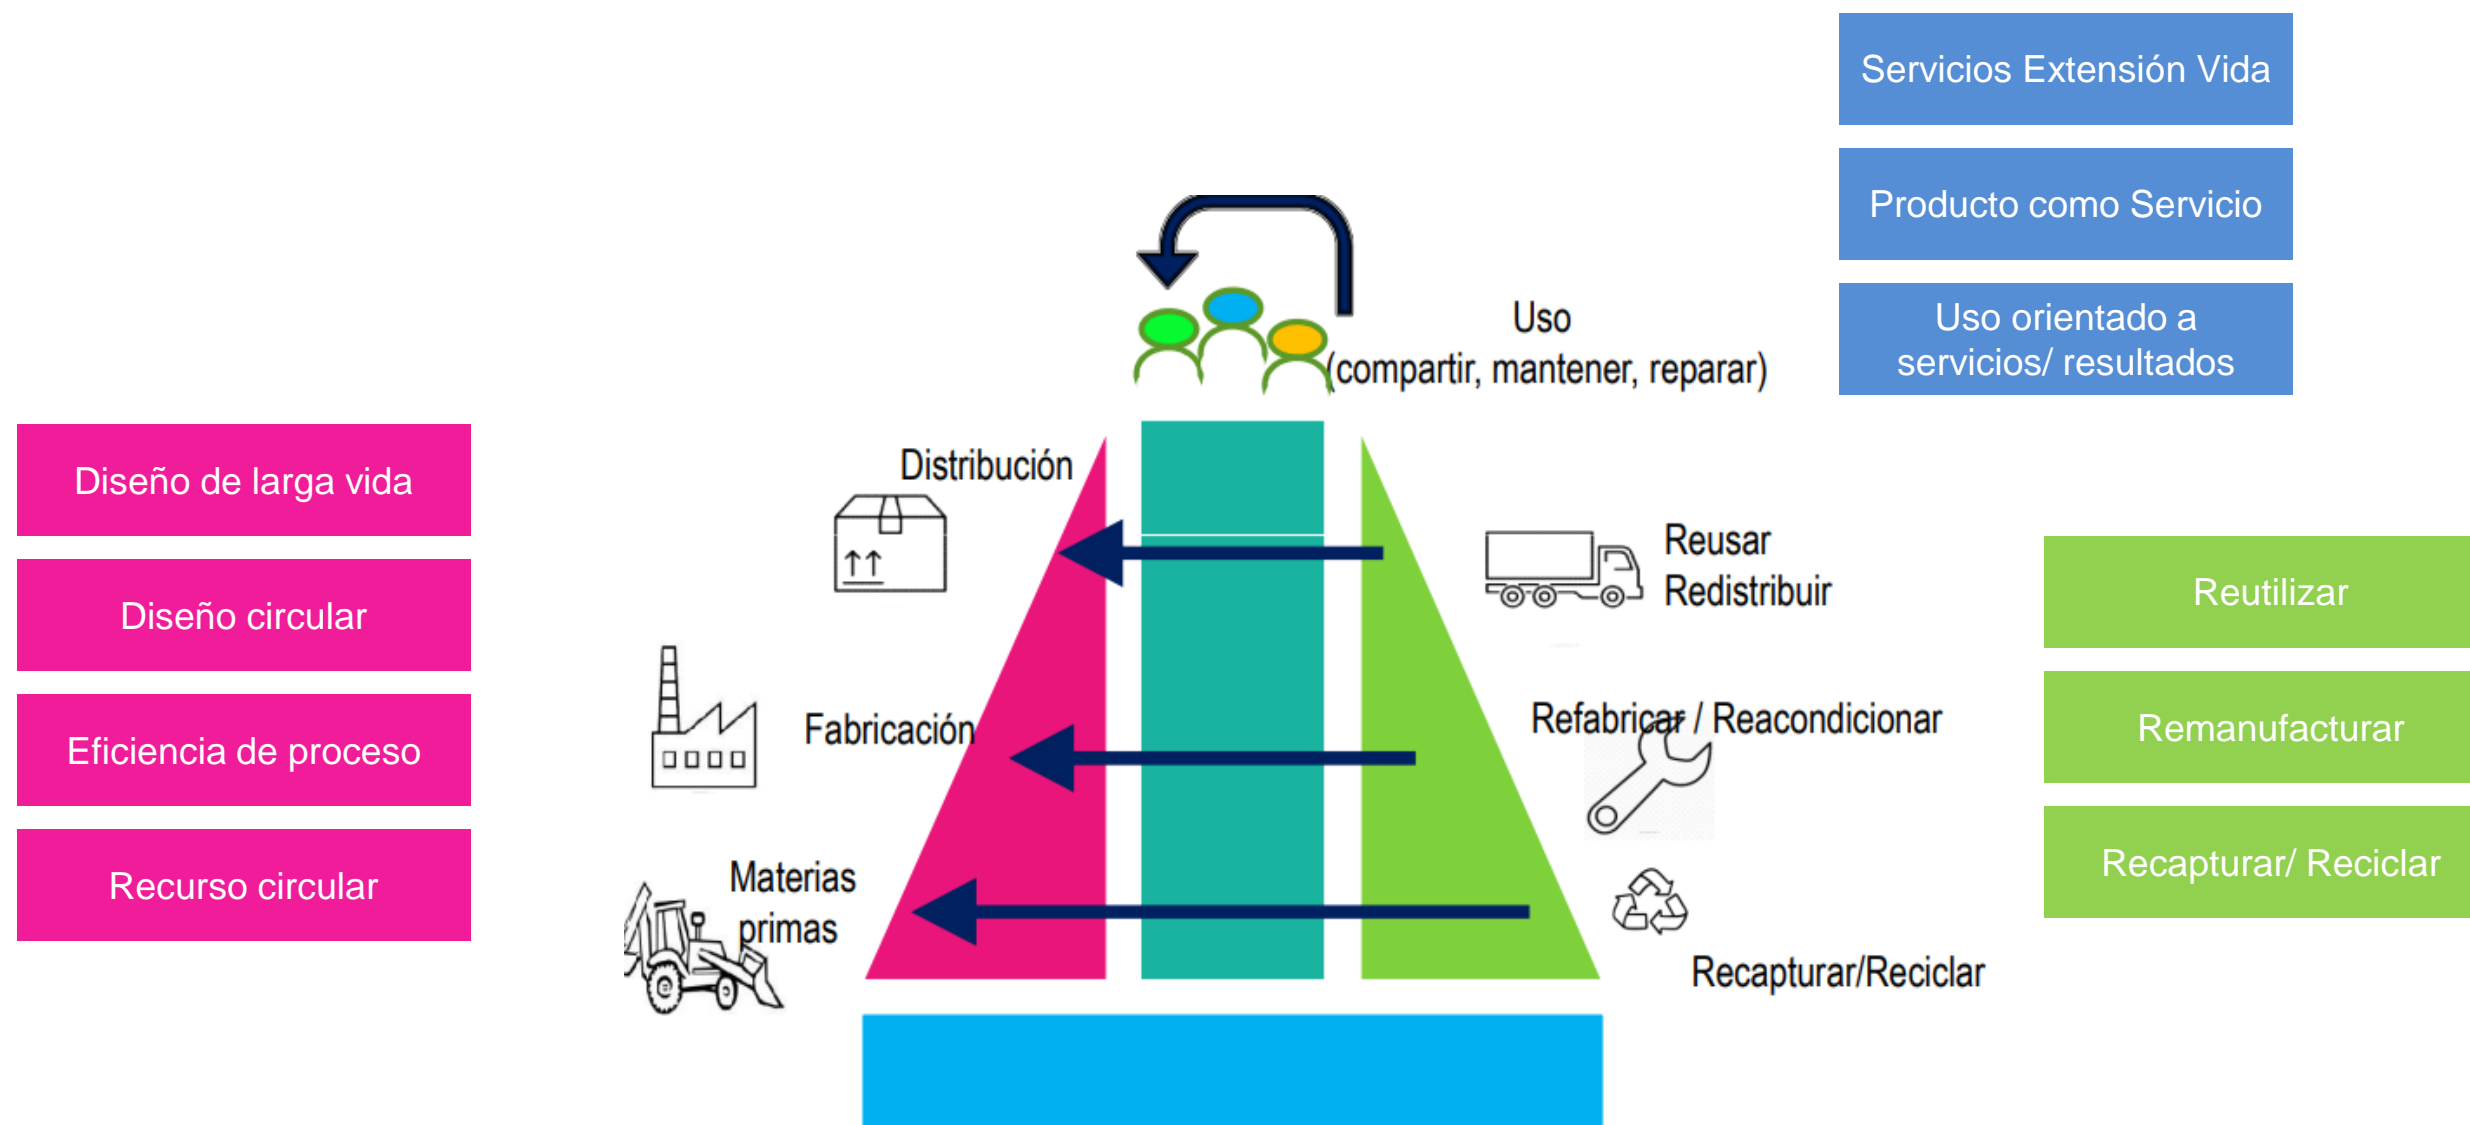 Servicios Extensión Vida
Producto como Servicio
Uso orientado a
servicios/ resultados
Uso
(compartir, mantener, reparar)
Diseño de larga vida
Diseño circular
Eficiencia de proceso
Recurso circular
Distribución
Fabricación
Materias
primas
Reusar
Redistribuir
Refabricar / Reacondicionar
Recapturar/Reciclar
Reutilizar
Remanufacturar
Recapturar/ Reciclar